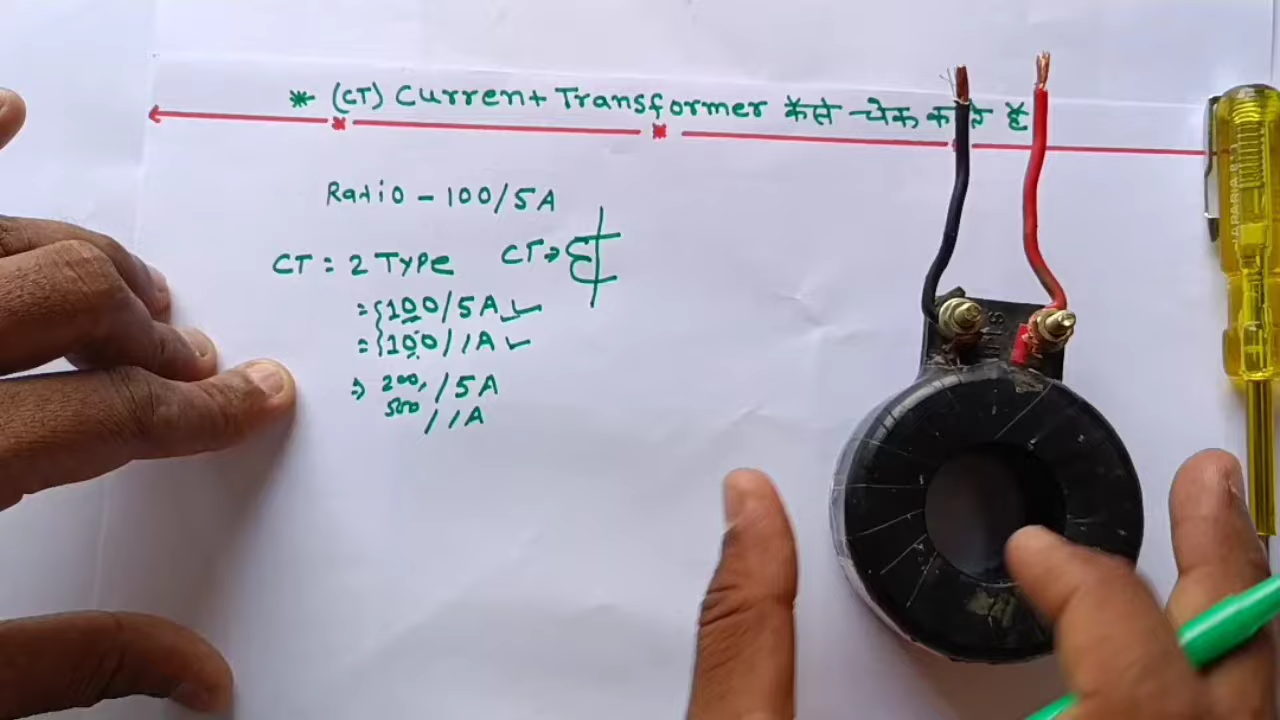 * (CT) Current Transformer कैसे चेक करते है
Ratio - 100/5A
CT = 2 Type CT→
= {100/5A ✓
= {100/1A ✓
⇒ 200, /5A
500 / 1A